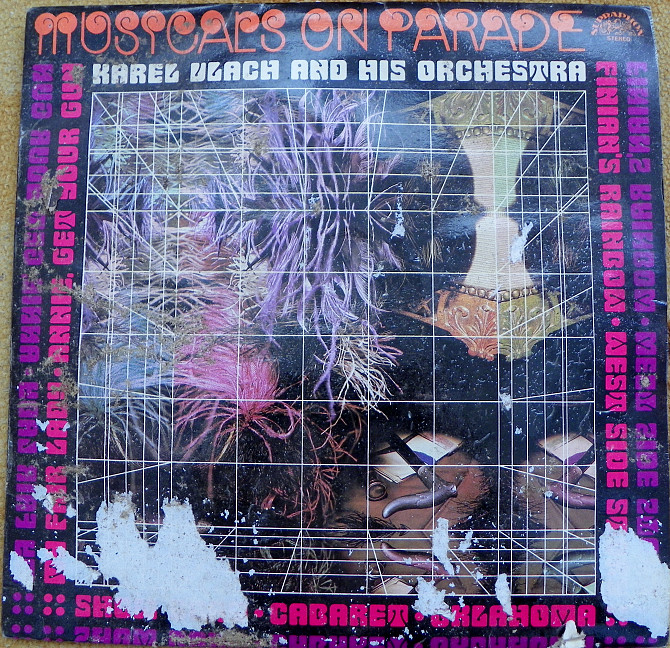 MUSICALS ON PARADE
SUPRAPHON
STEREO
KAREL VLACH AND HIS ORCHESTRA
FAIR LADY · ANNIE, GET YOUR GUN
FINIAN'S RAINBOW · WEST SIDE
CABARET · OKLAHOMA